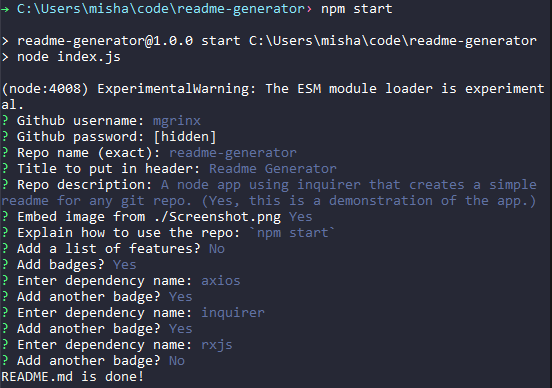 → C:\Users\misha\code\readme-generator› npm start
> readme-generator@1.0.0 start C:\Users\misha\code\readme-generator
> node index.js
(node:4008) ExperimentalWarning: The ESM module loader is experiment
al.
? Github username: mgrinx
? Github password: [hidden]
? Repo name (exact): readme-generator
? Title to put in header: Readme Generator
? Repo description: A node app using inquirer that creates a simple
readme for any git repo. (Yes, this is a demonstration of the app.)
? Embed image from ./Screenshot.png Yes
? Explain how to use the repo: `npm start`
? Add a list of features? No
? Add badges? Yes
? Enter dependency name: axios
? Add another badge? Yes
? Enter dependency name: inquirer
? Add another badge? Yes
? Enter dependency name: rxjs
? Add another badge? No
README.md is done!